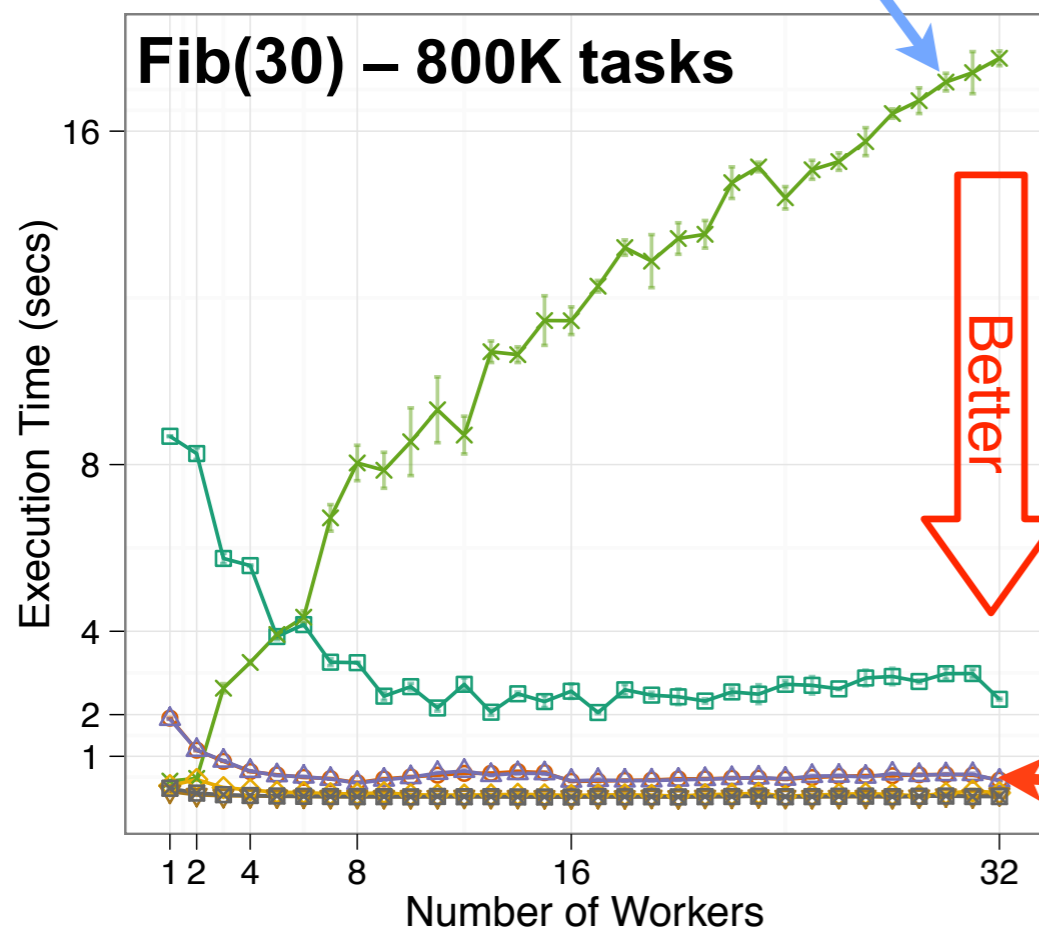 Fib(30) – 800K tasks
Execution Time (secs)
16
8
4
2
1
Better
1 2 4 8 16 32
Number of Workers